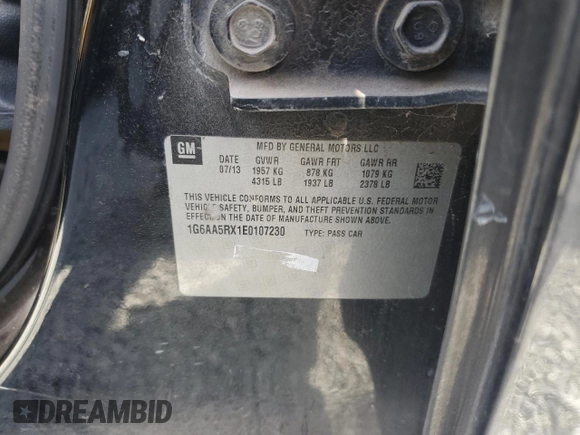 GM
MFD BY GENERAL MOTORS LLC
DATE GVWR GAWR FRT GAWR RR
07/13 1957 KG 878 KG 1079 KG
4315 LB 1937 LB 2378 LB
THIS VEHICLE CONFORMS TO ALL APPLICABLE U.S. FEDERAL MOTOR
VEHICLE SAFETY, BUMPER, AND THEFT PREVENTION STANDARDS IN
EFFECT ON THE DATE OF MANUFACTURE SHOWN ABOVE.
1G6AA5RX1E0107230 TYPE: PASS CAR
DREAMBID